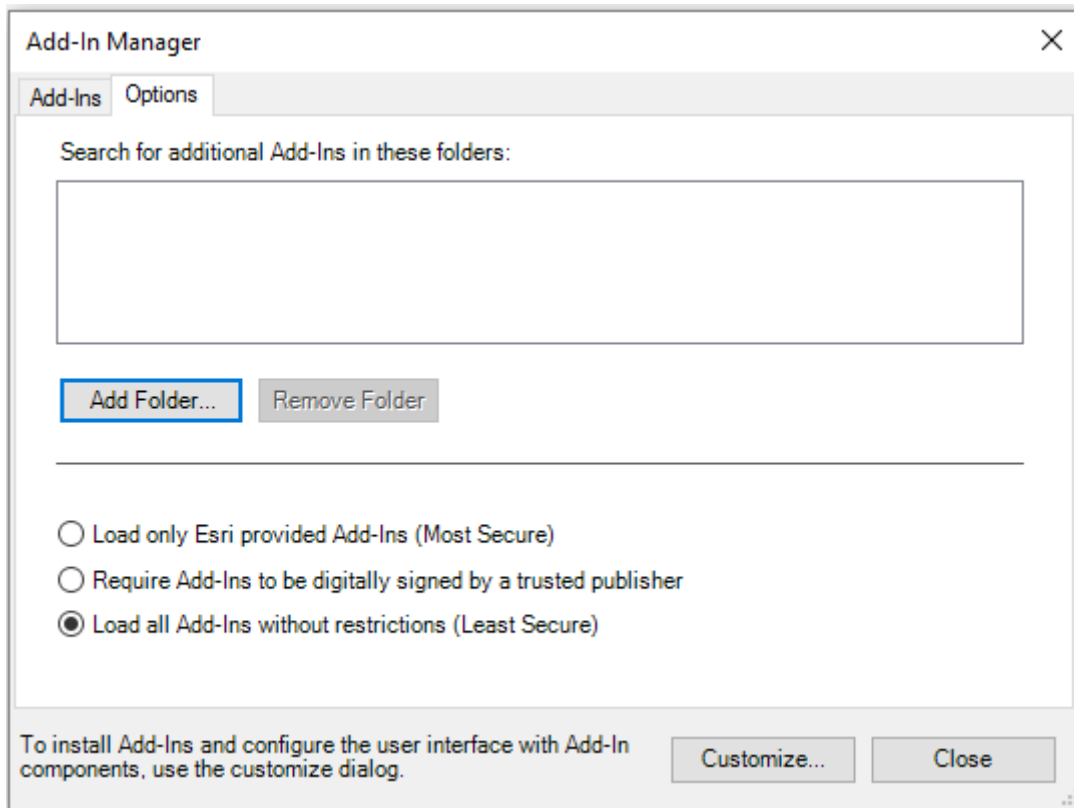 Add-In Manager
Add-Ins
Options
Search for additional Add-Ins in these folders:
Add Folder...
Remove Folder
Load only Esri provided Add-Ins (Most Secure)
Require Add-Ins to be digitally signed by a trusted publisher
Load all Add-Ins without restrictions (Least Secure)
To install Add-Ins and configure the user interface with Add-In
components, use the customize dialog.
Customize...
Close